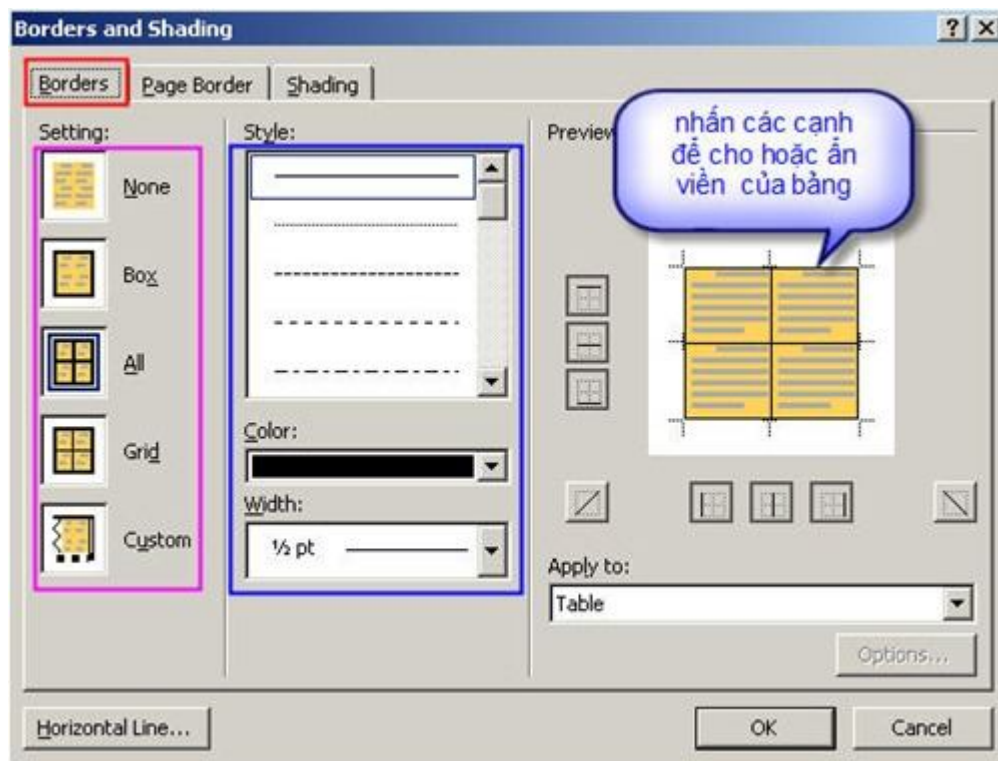 Borders and Shading
Borders
Page Border
Shading
Setting:
None
Box
All
Grid
Custom
Style:
Color:
Width:
½ pt
Preview
nhấn các cạnh
để cho hoặc ẩn
viền của bảng
Apply to:
Table
Options...
Horizontal Line...
OK
Cancel